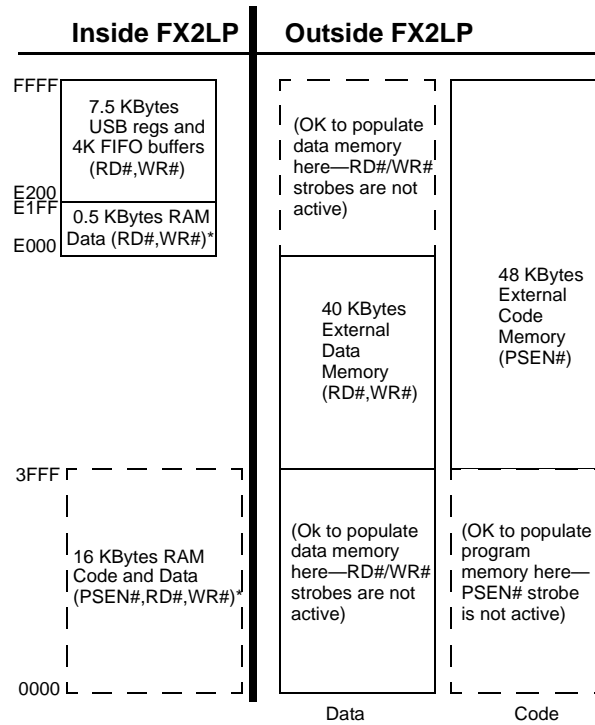 Inside FX2LP
Outside FX2LP
FFFF
7.5 KBytes
USB regs and
4K FIFO buffers
(RD#,WR#)
E200
E1FF
0.5 KBytes RAM
Data (RD#,WR#)*
E000
(OK to populate
data memory
here—RD#/WR#
strobes are not
active)
40 KBytes
External
Data
Memory
(RD#,WR#)
48 KBytes
External
Code
Memory
(PSEN#)
3FFF
16 KBytes RAM
Code and Data
(PSEN#,RD#,WR#)*
(Ok to populate
data memory
here—RD#/WR#
strobes are not
active)
(OK to populate
program
memory here—
PSEN# strobe
is not active)
0000
Data
Code